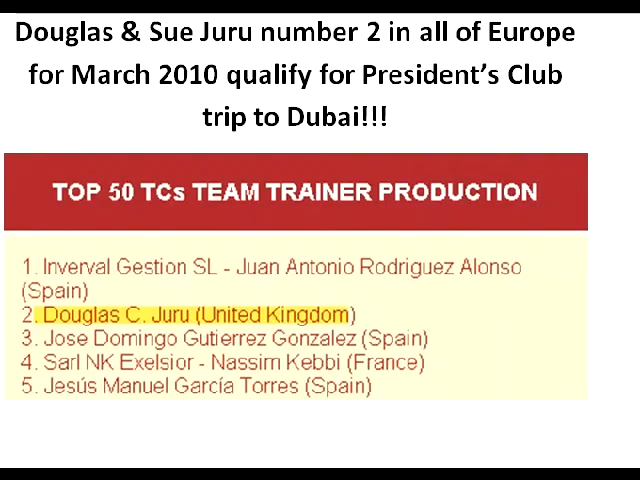 Douglas & Sue Juru number 2 in all of Europe
for March 2010 qualify for President’s Club
trip to Dubai!!!
TOP 50 TCs TEAM TRAINER PRODUCTION
1. Inverval Gestion SL - Juan Antonio Rodriguez Alonso
(Spain)
2. Douglas C. Juru (United Kingdom)
3. Jose Domingo Gutierrez Gonzalez (Spain)
4. Sarl NK Exelsior - Nassim Kebbi (France)
5. Jesús Manuel García Torres (Spain)